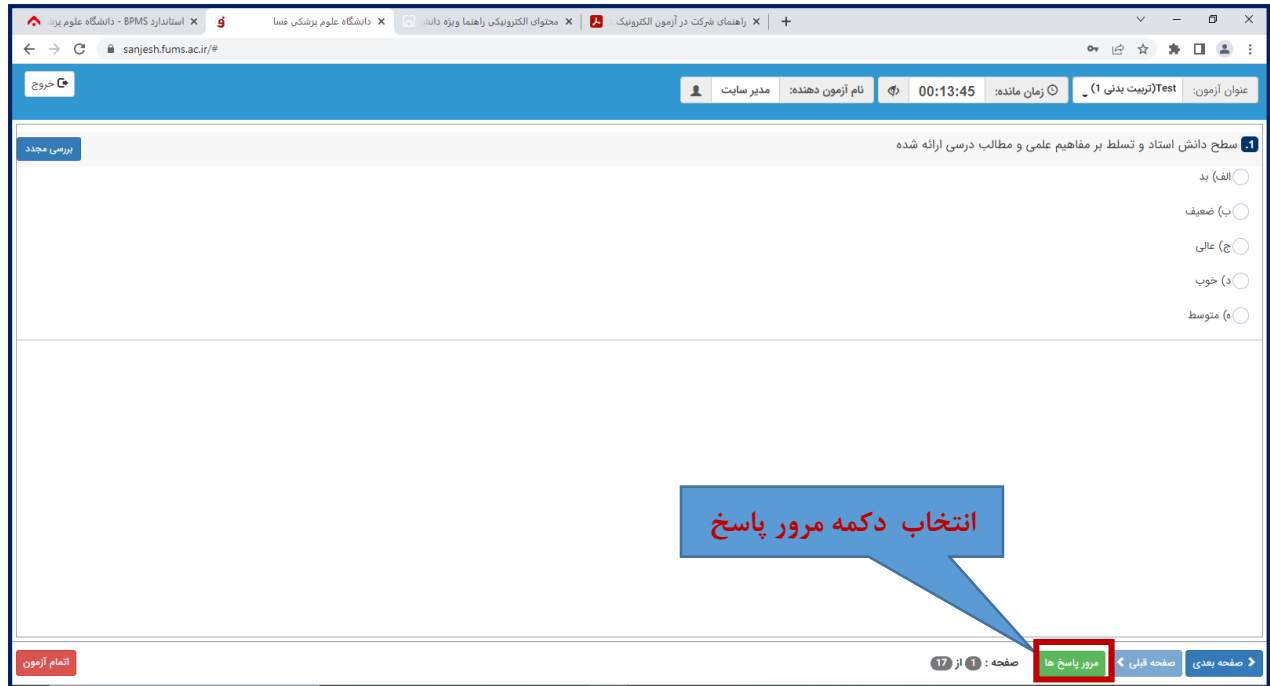 استاندارد BPMS - دانشگاه علوم پزش
دانشگاه علوم پزشکی فسا
محتوای الکترونیکی راهنما ویژه دانش
راهنمای شرکت در آزمون الکترونیک
sanjesh.fums.ac.ir/#
عنوان آزمون: Test(تربیت بدنی 1) زمان مانده: 00:13:45 نام آزمون دهنده: مدیر سایت خروج
1. سطح دانش استاد و تسلط بر مفاهیم علمی و مطالب درسی ارائه شده بررسی مجدد
الف) بد
ب) ضعیف
ج) عالی
د) خوب
ه) متوسط
انتخاب دکمه مرور پاسخ
صفحه بعدی صفحه قبلی مرور پاسخ ها صفحه : 1 از 17 اتمام آزمون